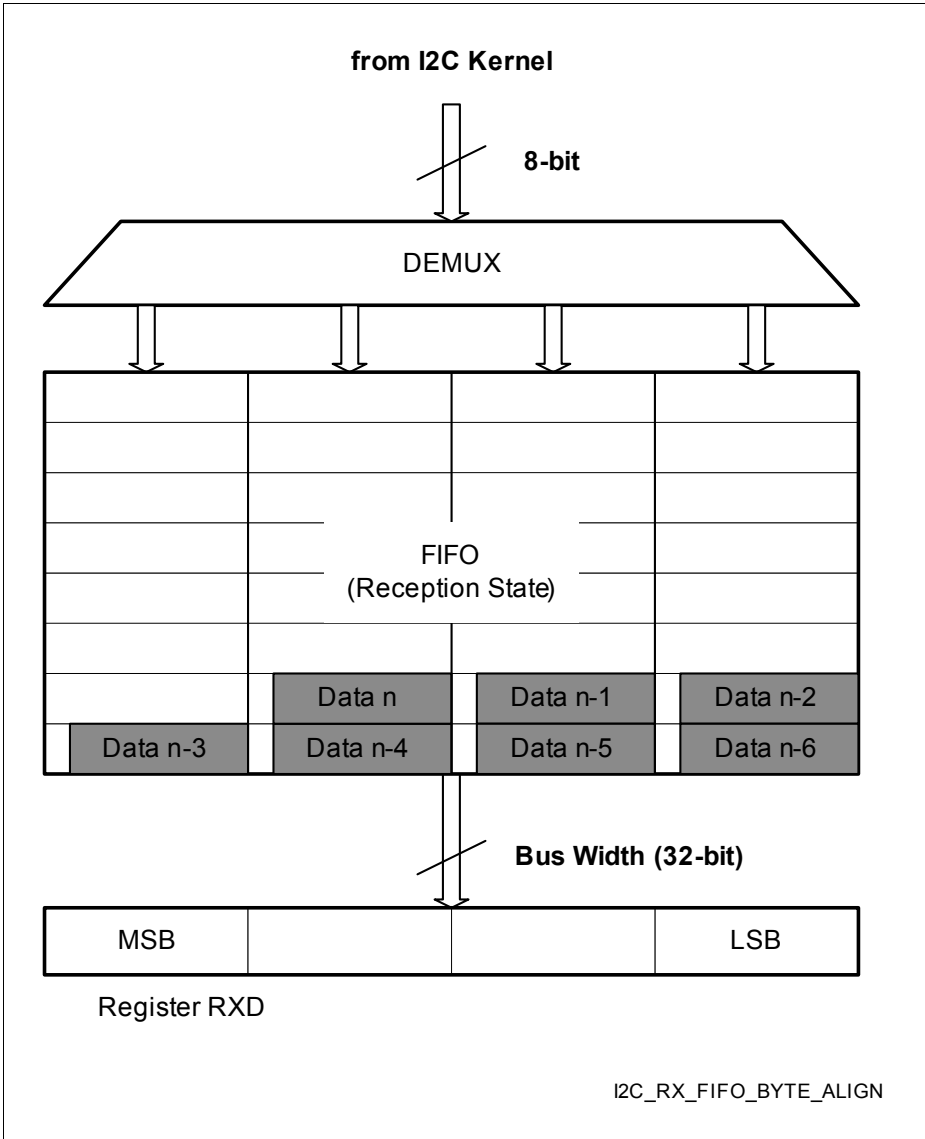 from I2C Kernel
8-bit
DEMUX
FIFO
(Reception State)
Data n Data n-1 Data n-2
Data n-3 Data n-4 Data n-5 Data n-6
Bus Width (32-bit)
MSB LSB
Register RXD
I2C_RX_FIFO_BYTE_ALIGN